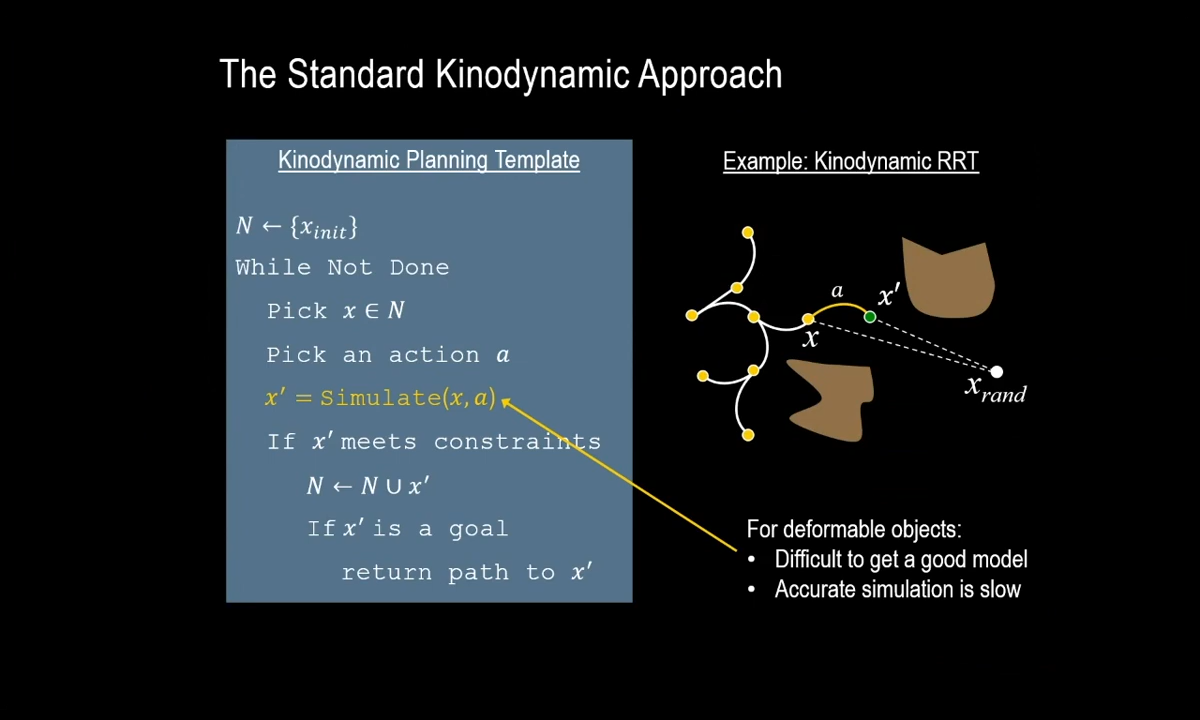 The Standard Kinodynamic Approach
Kinodynamic Planning Template
N ← {x_init}
While Not Done
Pick x ∈ N
Pick an action a
x′ = Simulate(x, a)
If x′ meets constraints
N ← N ∪ x′
If x′ is a goal
return path to x′
Example: Kinodynamic RRT
a
x′
x
x_rand
For deformable objects:
• Difficult to get a good model
• Accurate simulation is slow